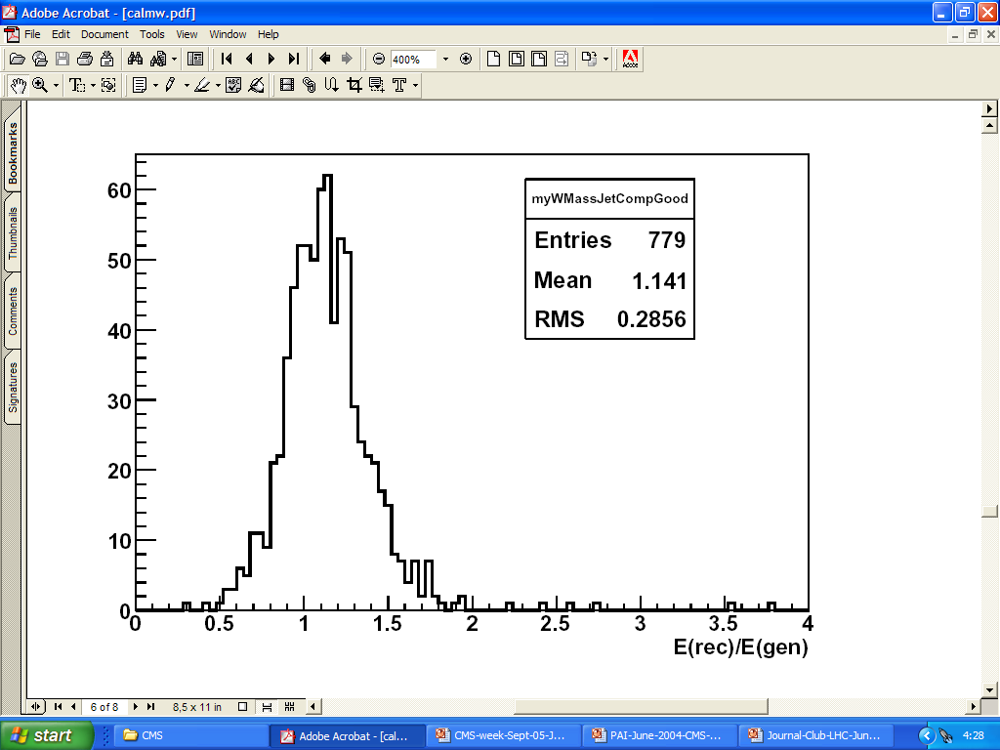 Adobe Acrobat - [calmw.pdf]
File Edit Document Tools View Window Help
400%
Adobe
Bookmarks
Thumbnails
Comments
Signatures
60
50
40
30
20
10
0
0 0.5 1 1.5 2 2.5 3 3.5 4
E(rec)/E(gen)
myWMassJetCompGood
Entries 779
Mean 1.141
RMS 0.2856
6 of 8 8,5 x 11 in
start CMS Adobe Acrobat - [cal... CMS-week-Sept-05-J... PAI-June-2004-CMS-... Journal-Club-LHC-Jun... 4:28